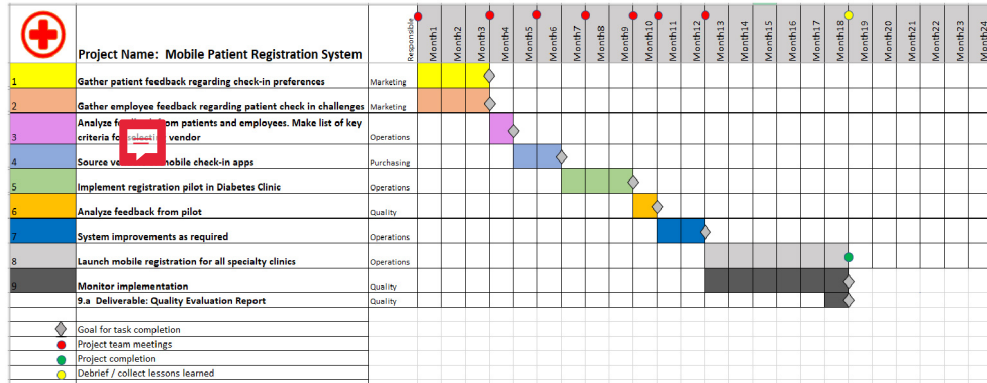 Project Name: Mobile Patient Registration System
Responsible
Month1
Month2
Month3
Month4
Month5
Month6
Month7
Month8
Month9
Month10
Month11
Month12
Month13
Month14
Month15
Month16
Month17
Month18
Month19
Month20
Month21
Month22
Month23
Month24
1 Gather patient feedback regarding check-in preferences Marketing
2 Gather employee feedback regarding patient check in challenges Marketing
Analyze om patients and employees. Make list of key
3 criteria vendor Operations
4 Source mobile check-in apps Purchasing
5 Implement registration pilot in Diabetes Clinic Operations
6 Analyze feedback from pilot Quality
7 System improvements as required Operations
8 Launch mobile registration for all specialty clinics Operations
9 Monitor implementation Quality
9.a Deliverable: Quality Evaluation Report Quality
Goal for task completion
Project team meetings
Project completion
Debrief / collect lessons learned